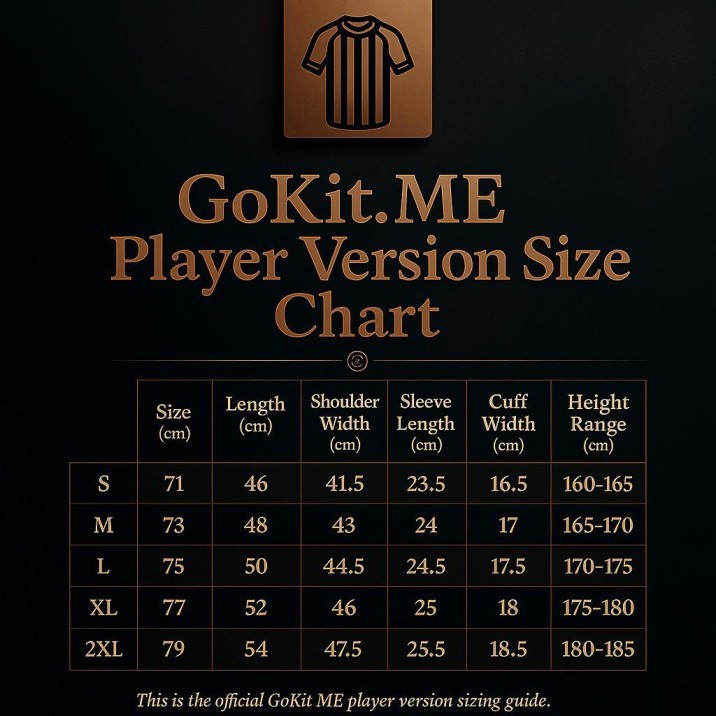 GoKit.ME
Player Version Size
Chart
Size (cm) Length (cm) Shoulder Width (cm) Sleeve Length (cm) Cuff Width (cm) Height Range (cm)
S 71 46 41.5 23.5 16.5 160-165
M 73 48 43 24 17 165-170
L 75 50 44.5 24.5 17.5 170-175
XL 77 52 46 25 18 175-180
2XL 79 54 47.5 25.5 18.5 180-185
This is the official GoKit ME player version sizing guide.